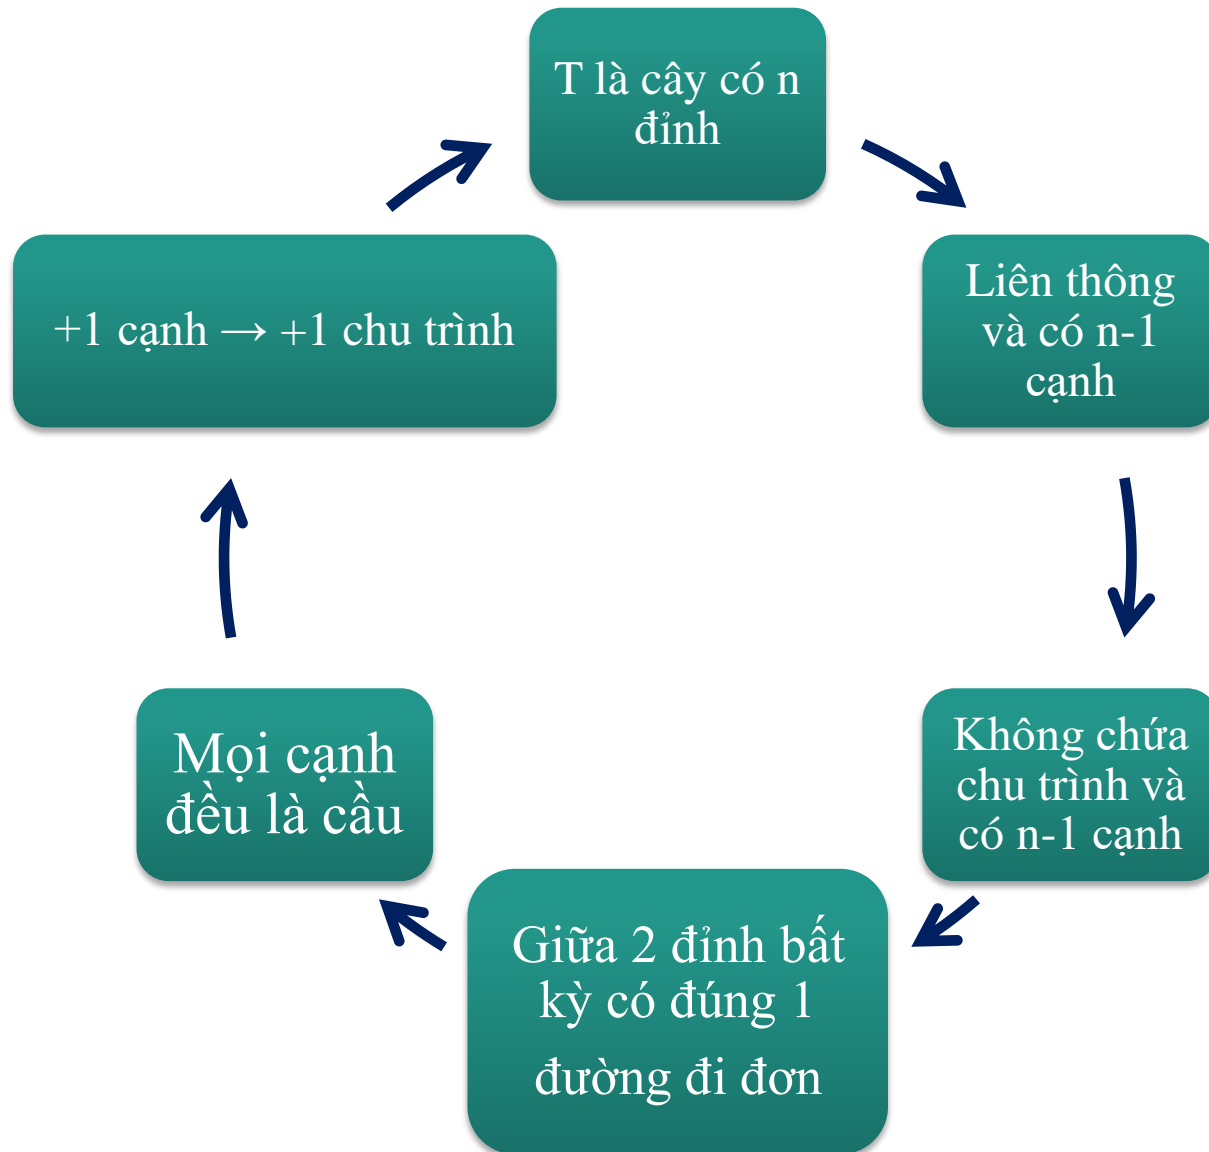 T là cây có n
đỉnh
Liên thông
và có n-1
cạnh
Không chứa
chu trình và
có n-1 cạnh
Giữa 2 đỉnh bất
kỳ có đúng 1
đường đi đơn
Mọi cạnh
đều là cầu
+1 cạnh → +1 chu trình